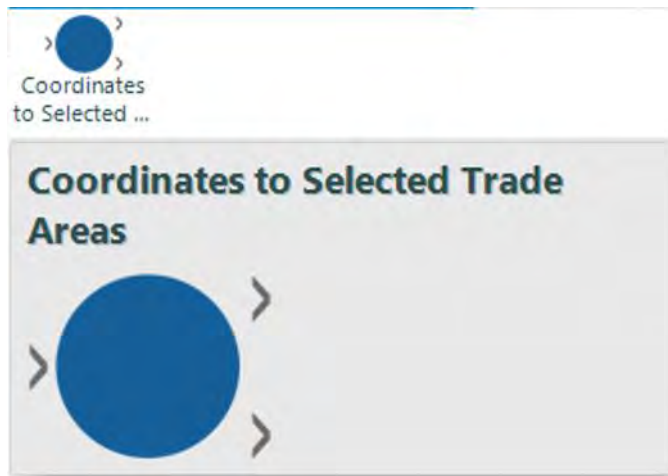 Coordinates
to Selected ...
Coordinates to Selected Trade
Areas